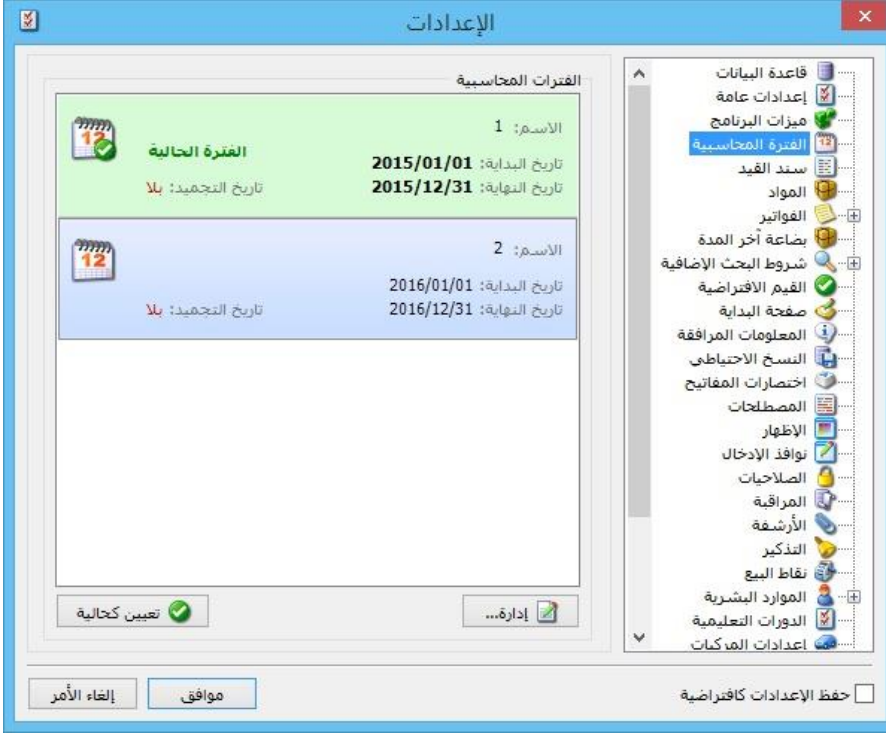 الإعدادات
قاعدة البيانات
إعدادات عامة
ميزات البرنامج
الفترة المحاسبية
سند القيد
المواد
الفواتير
بضاعة آخر المدة
شروط البحث الإضافية
القيم الافتراضية
صفحة البداية
المعلومات المرافقة
النسخ الاحتياطي
اختصارات المفاتيح
المصطلحات
الإظهار
نوافذ الإدخال
الصلاحيات
المراقبة
الأرشفة
التذكير
نقاط البيع
الموارد البشرية
الدورات التعليمية
إعدادات المركبات
الفترات المحاسبية
الاسم: 1
الفترة الحالية
تاريخ البداية: 2015/01/01
تاريخ النهاية: 2015/12/31 تاريخ التجميد: بلا
12
الاسم: 2
تاريخ البداية: 2016/01/01
تاريخ النهاية: 2016/12/31 تاريخ التجميد: بلا
12
إدارة... تعيين كحالية
حفظ الإعدادات كافتراضية
موافق إلغاء الأمر